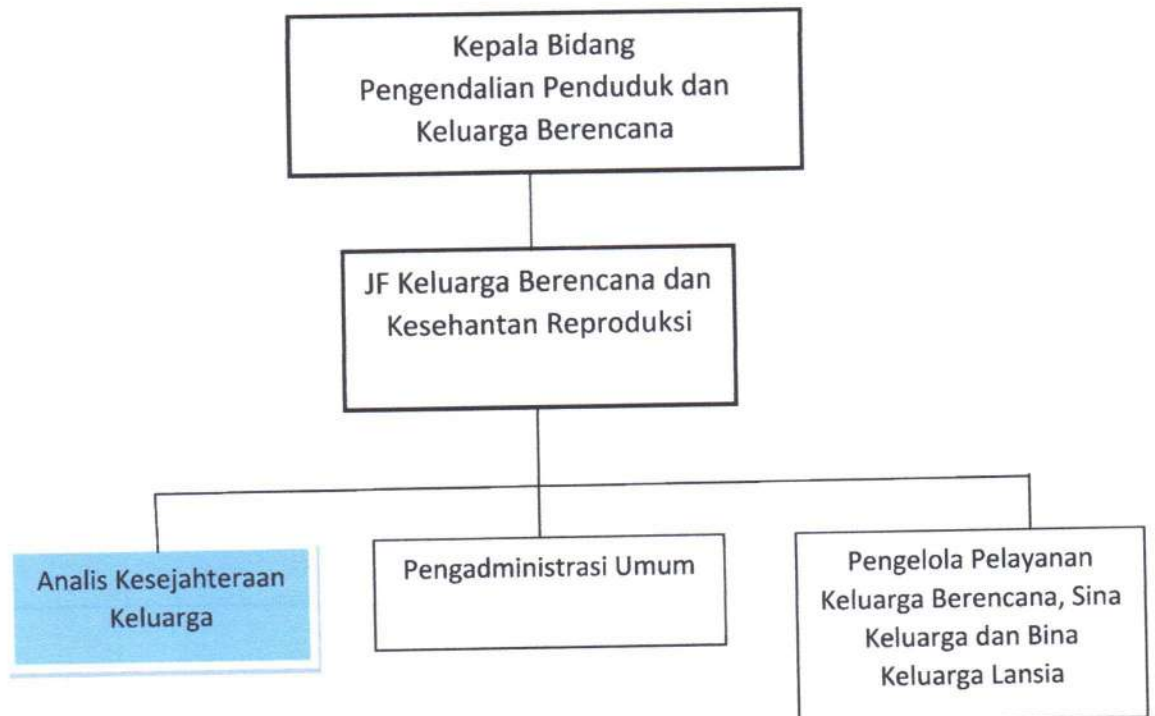 Kepala Bidang
Pengendalian Penduduk dan
Keluarga Berencana
JF Keluarga Berencana dan
Kesehantan Reproduksi
Analis Kesejahteraan
Keluarga
Pengadministrasi Umum
Pengelola Pelayanan
Keluarga Berencana, Sina
Keluarga dan Bina
Keluarga Lansia